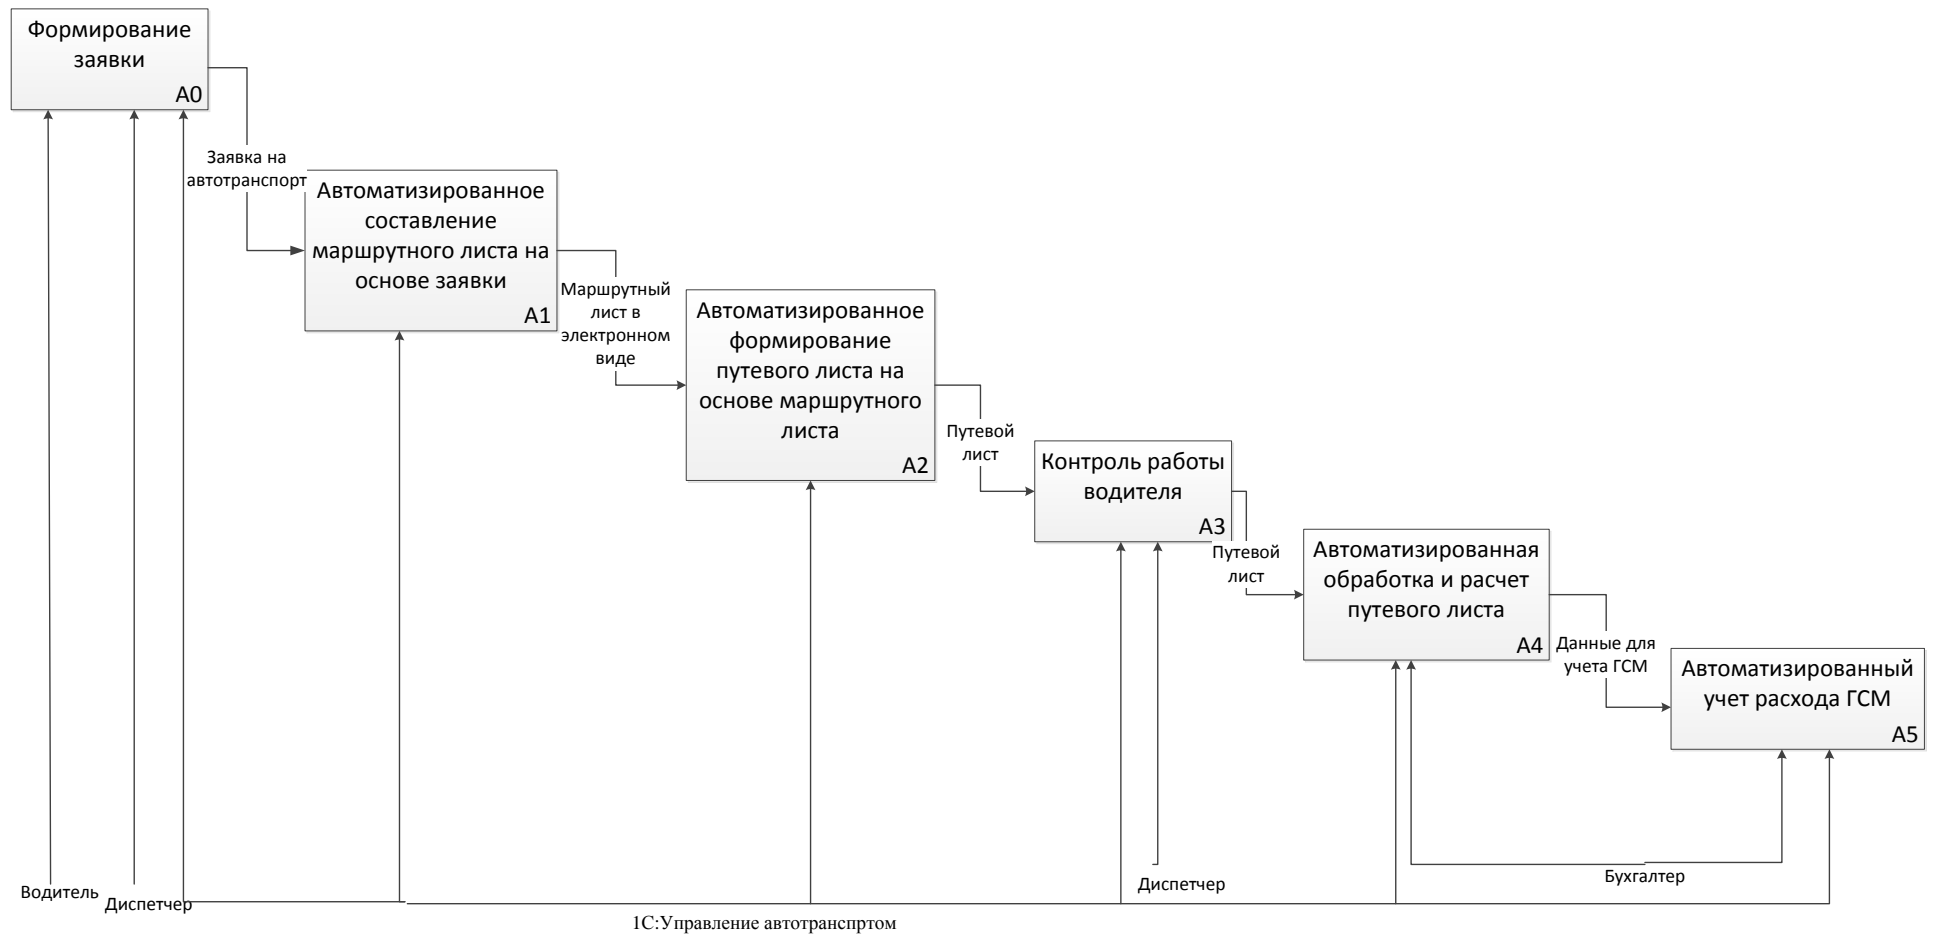 Формирование
заявки
A0
Заявка на
автотранспорт
Автоматизированное
составление
маршрутного листа на
основе заявки
A1
Маршрутный
лист в
электронном
виде
Автоматизированное
формирование
путевого листа на
основе маршрутного
листа
A2
Путевой
лист
Контроль работы
водителя
A3
Путевой
лист
Автоматизированная
обработка и расчет
путевого листа
A4
Данные для
учета ГСМ
Автоматизированный
учет расхода ГСМ
A5
Водитель
Диспетчер
Диспетчер
Бухгалтер
1С:Управление автотранспртом